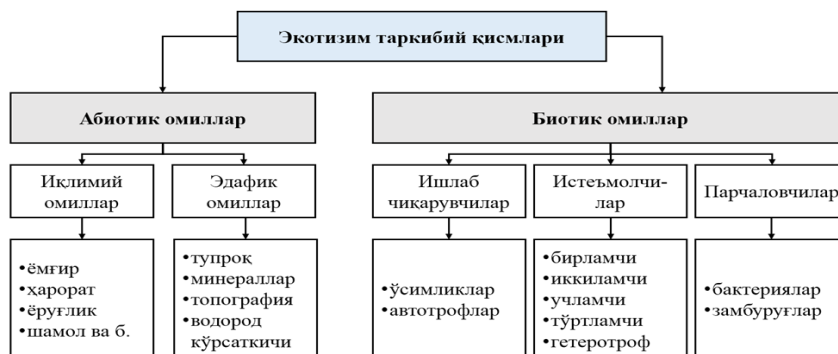 Экотизим таркибий қисмлари
Абиотик омиллар
Биотик омиллар
Иқлимий
омиллар
Эдафик
омиллар
Ишлаб
чиқарувчилар
Истеъмолчи-
лар
Парчаловчилар
•ёмғир
•ҳарорат
•ёруғлик
•шамол ва б.
•тупроқ
•минераллар
•топография
•водород
кўрсаткичи
•ўсимликлар
•автотрофлар
•бирламчи
•иккиламчи
•учламчи
•тўртламчи
•гетеротроф
•бактериялар
•замбуруғлар